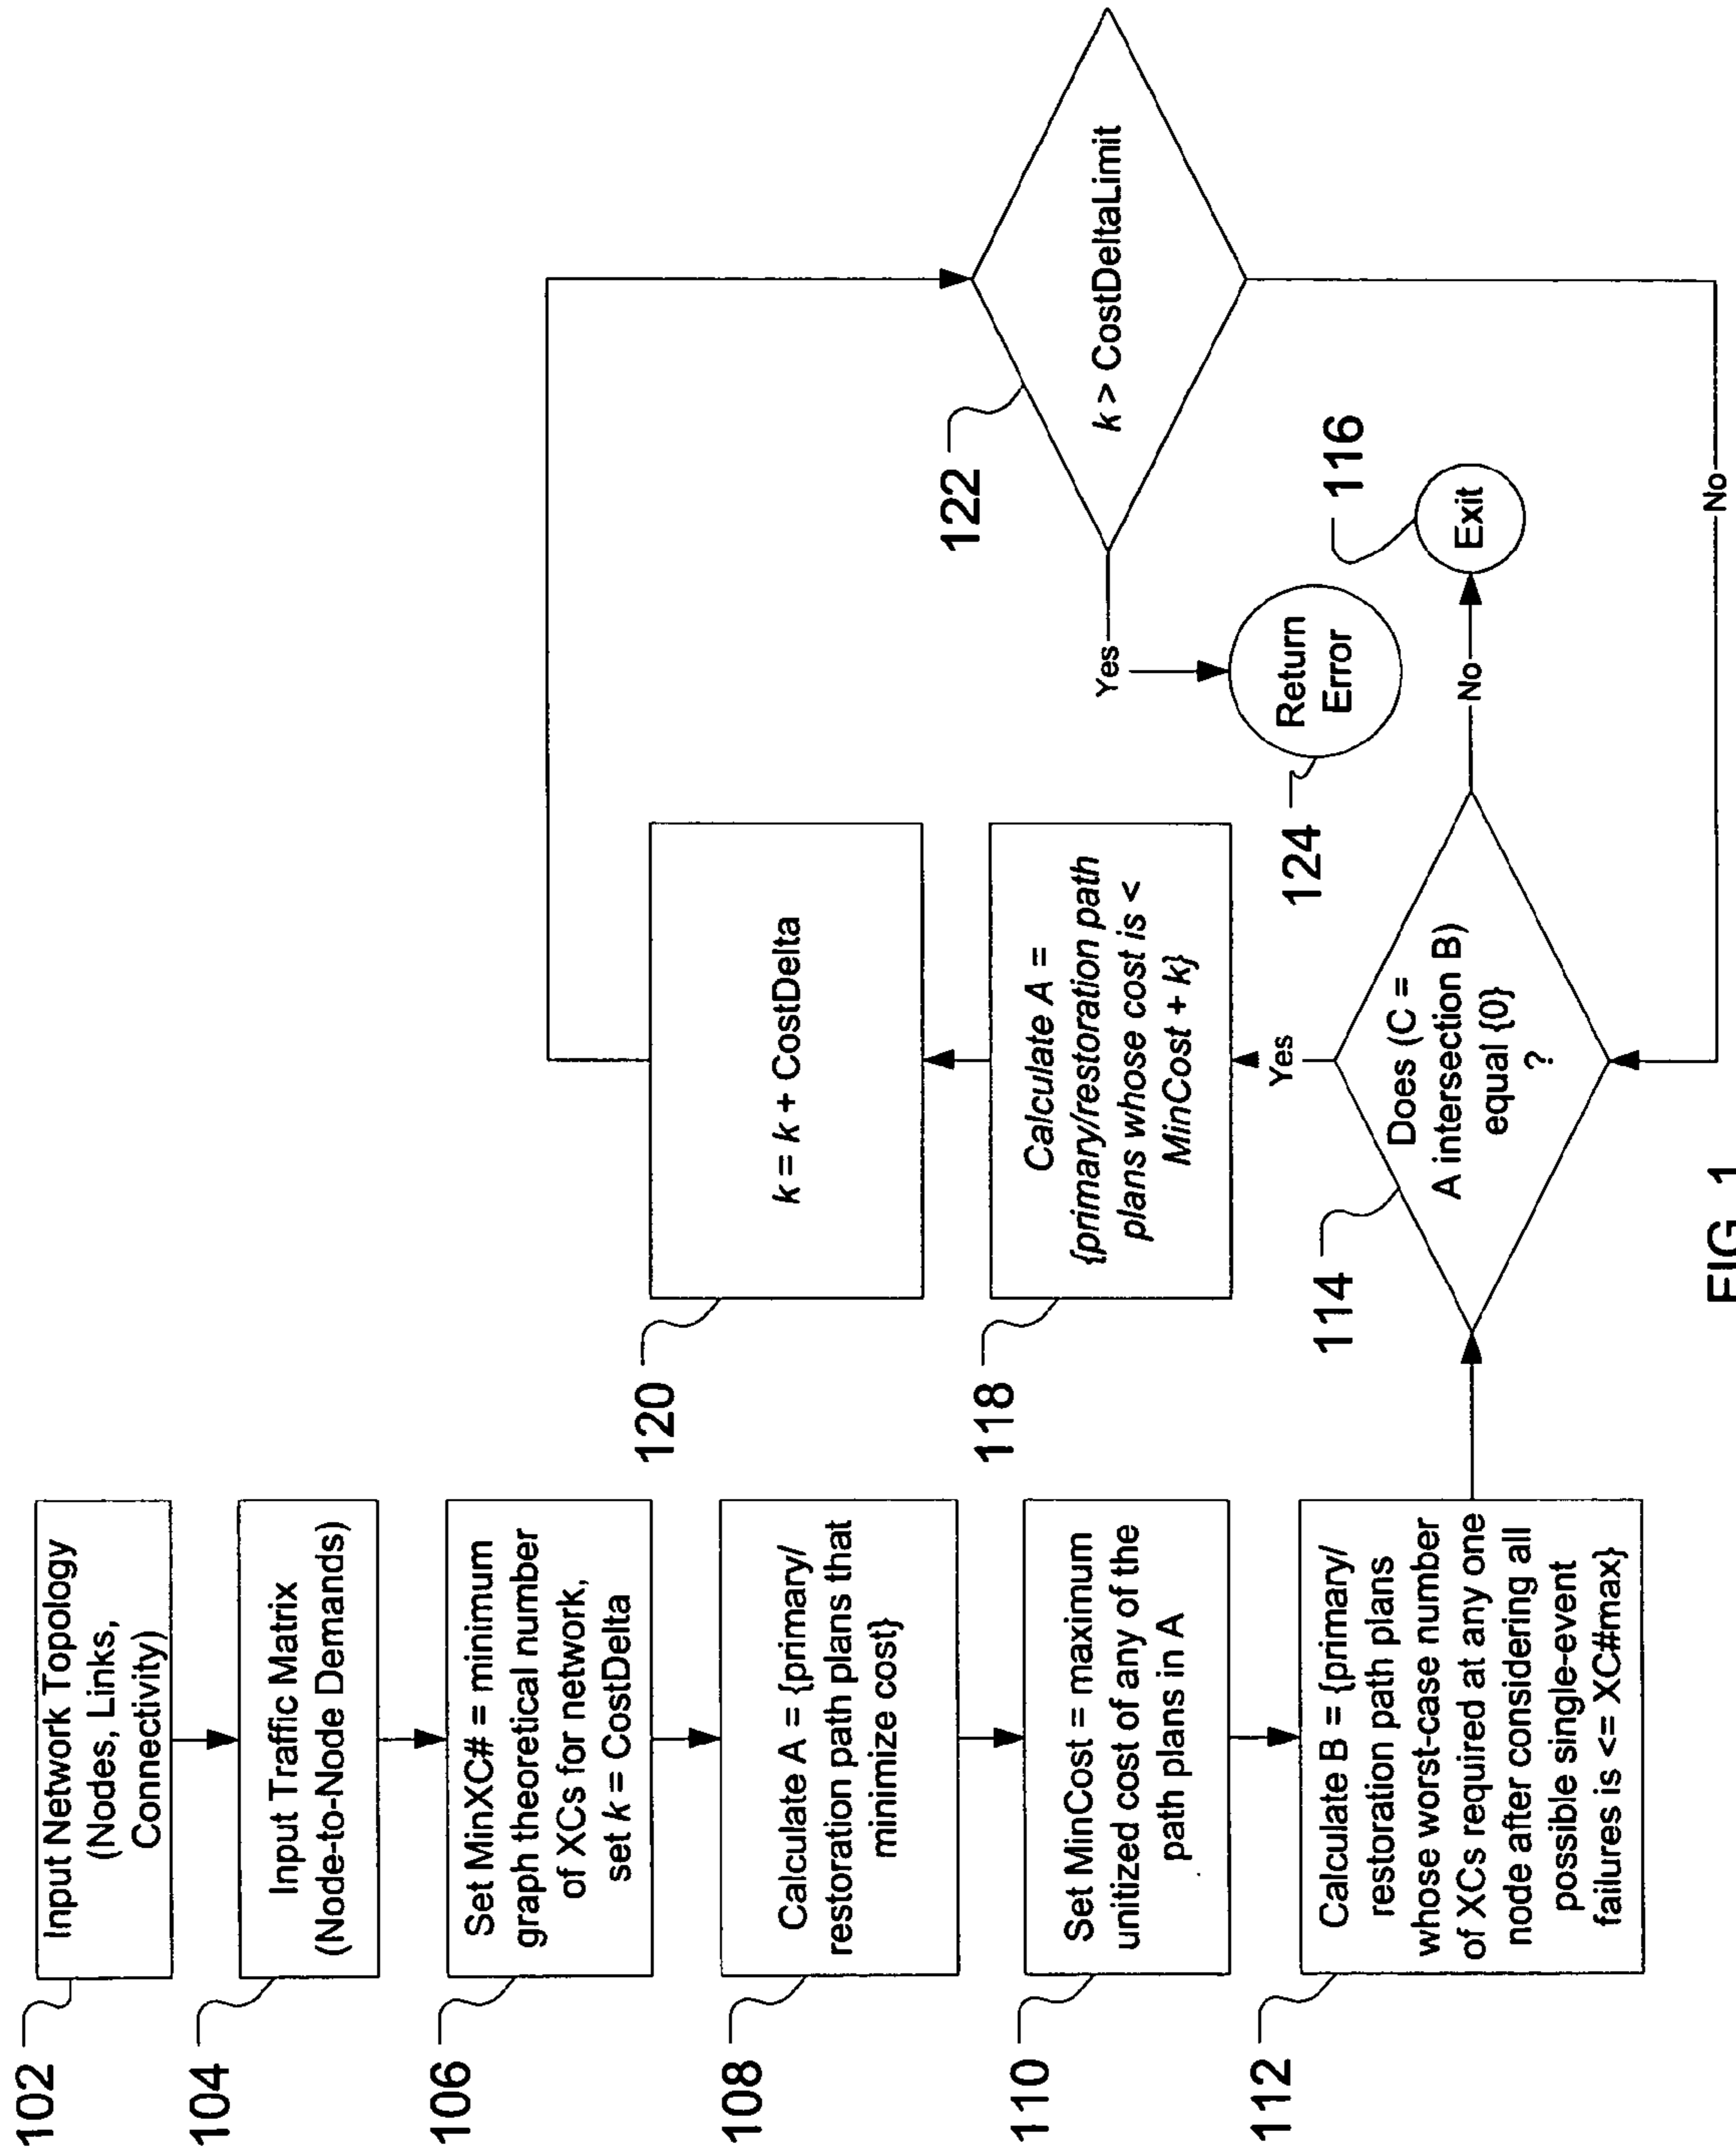 102
Input Network Topology
(Nodes, Links,
Connectivity)
104
Input Traffic Matrix
(Node-to-Node Demands)
106
Set MinXC# = minimum
graph theoretical number
of XCs for network,
set k = CostDelta
108
Calculate A = {primary/
restoration path plans that
minimize cost}
110
Set MinCost = maximum
unitized cost of any of the
path plans in A
112
Calculate B = {primary/
restoration path plans
whose worst-case number
of XCs required at any one
node after considering all
possible single-event
failures is <= XC#max}
114
Does (C =
A intersection B)
equal {0}
?
No
Exit
116
Yes
118
Calculate A =
{primary/restoration path
plans whose cost is <
MinCost + k}
120
k = k + CostDelta
122
k > CostDeltaLimit
Yes
Return
Error
124
No
FIG. 1